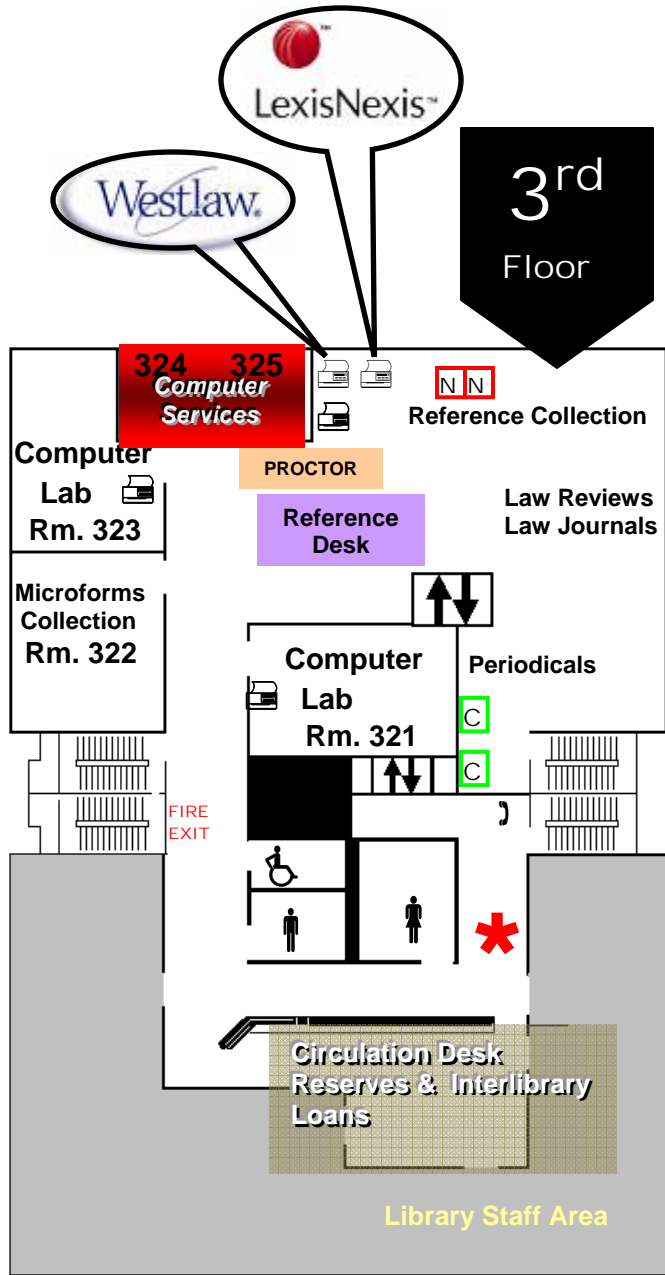 LexisNexis™
Westlaw®
3rd
Floor
324 325
Computer
Services
N N
Reference Collection
Computer
Lab
Rm. 323
PROCTOR
Reference
Desk
Law Reviews
Law Journals
Microforms
Collection
Rm. 322
Computer
Lab
Rm. 321
Periodicals
C
C
FIRE
EXIT
*
Circulation Desk
Reserves & Interlibrary
Loans
Library Staff Area